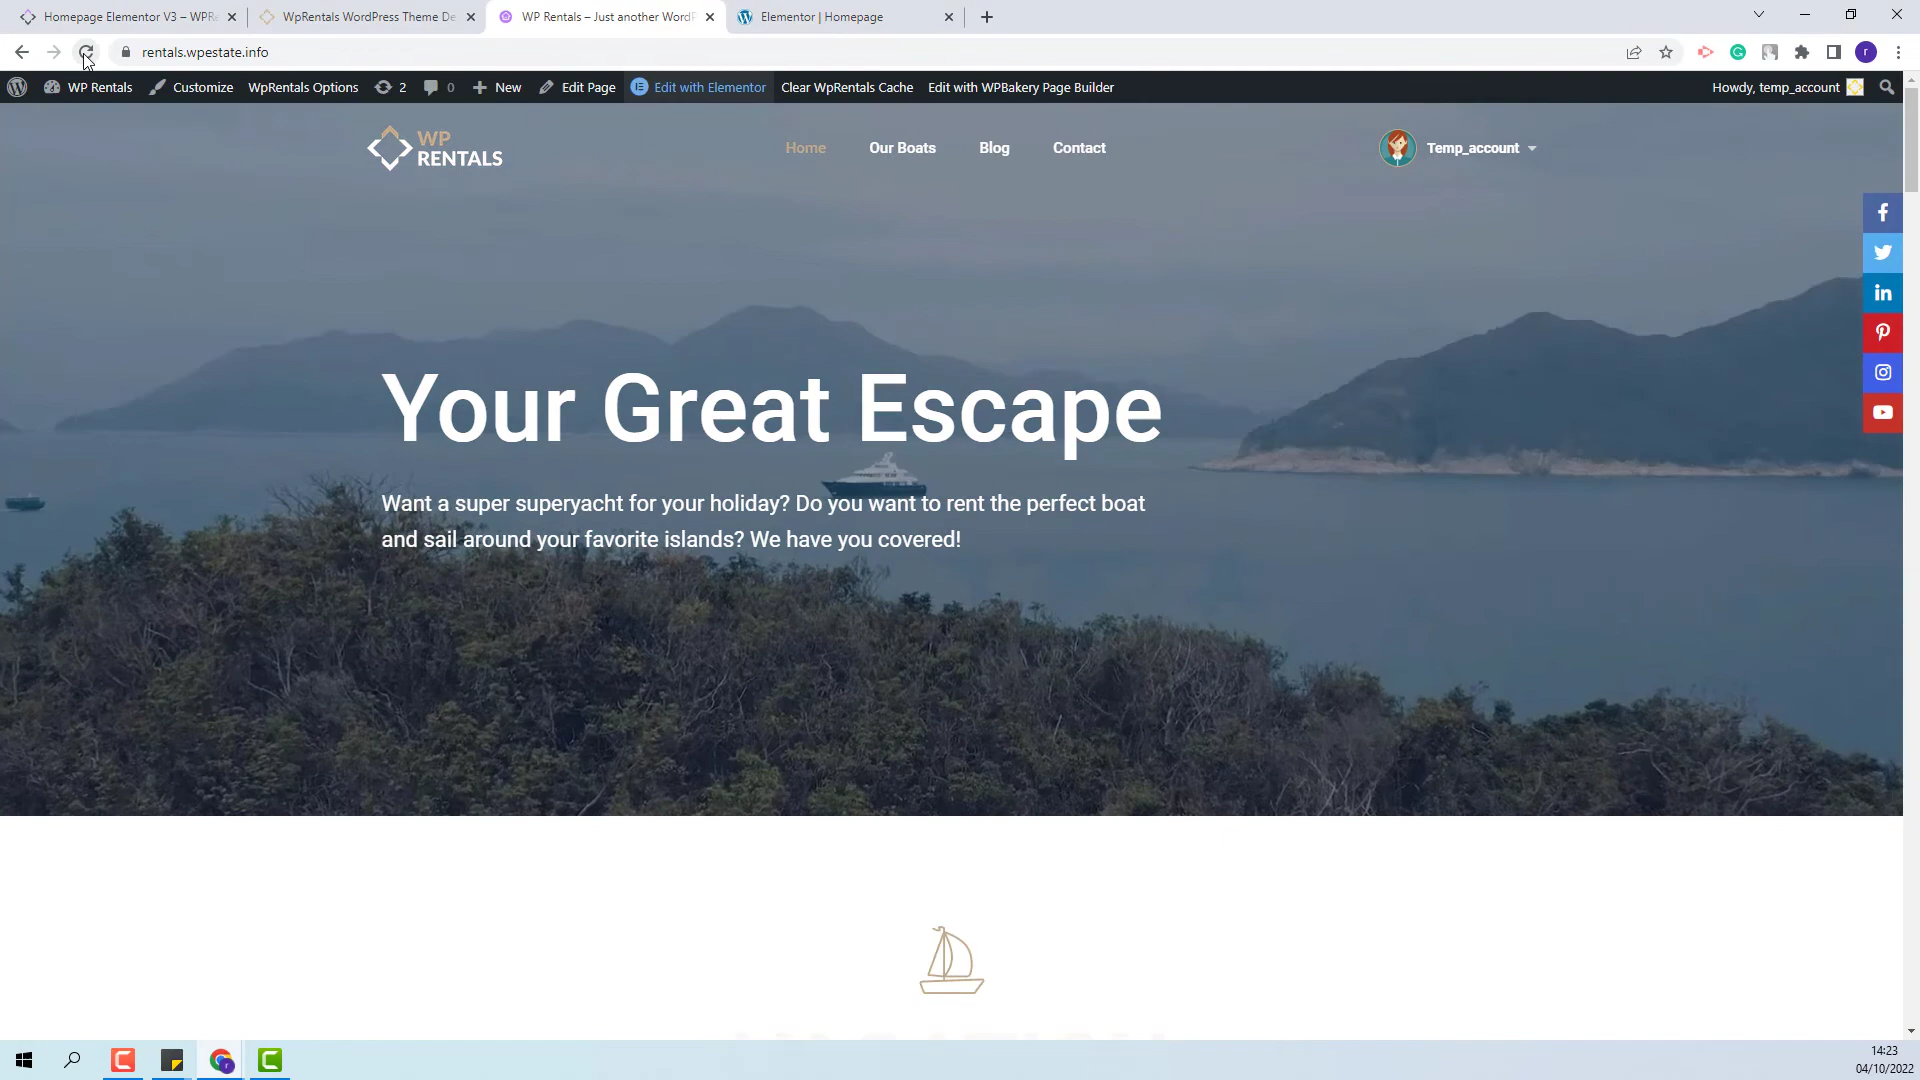 Homepage Elementor V3 – WPRe
WpRentals WordPress Theme De
WP Rentals – Just another WordP
Elementor | Homepage
rentals.wpestate.info
r
WP Rentals
Customize
WpRentals Options
2
0
New
Edit Page
Edit with Elementor
Clear WpRentals Cache
Edit with WPBakery Page Builder
Howdy, temp_account
WP
RENTALS
Home
Our Boats
Blog
Contact
Temp_account
Your Great Escape
Want a super superyacht for your holiday? Do you want to rent the perfect boat
and sail around your favorite islands? We have you covered!
14:23
04/10/2022